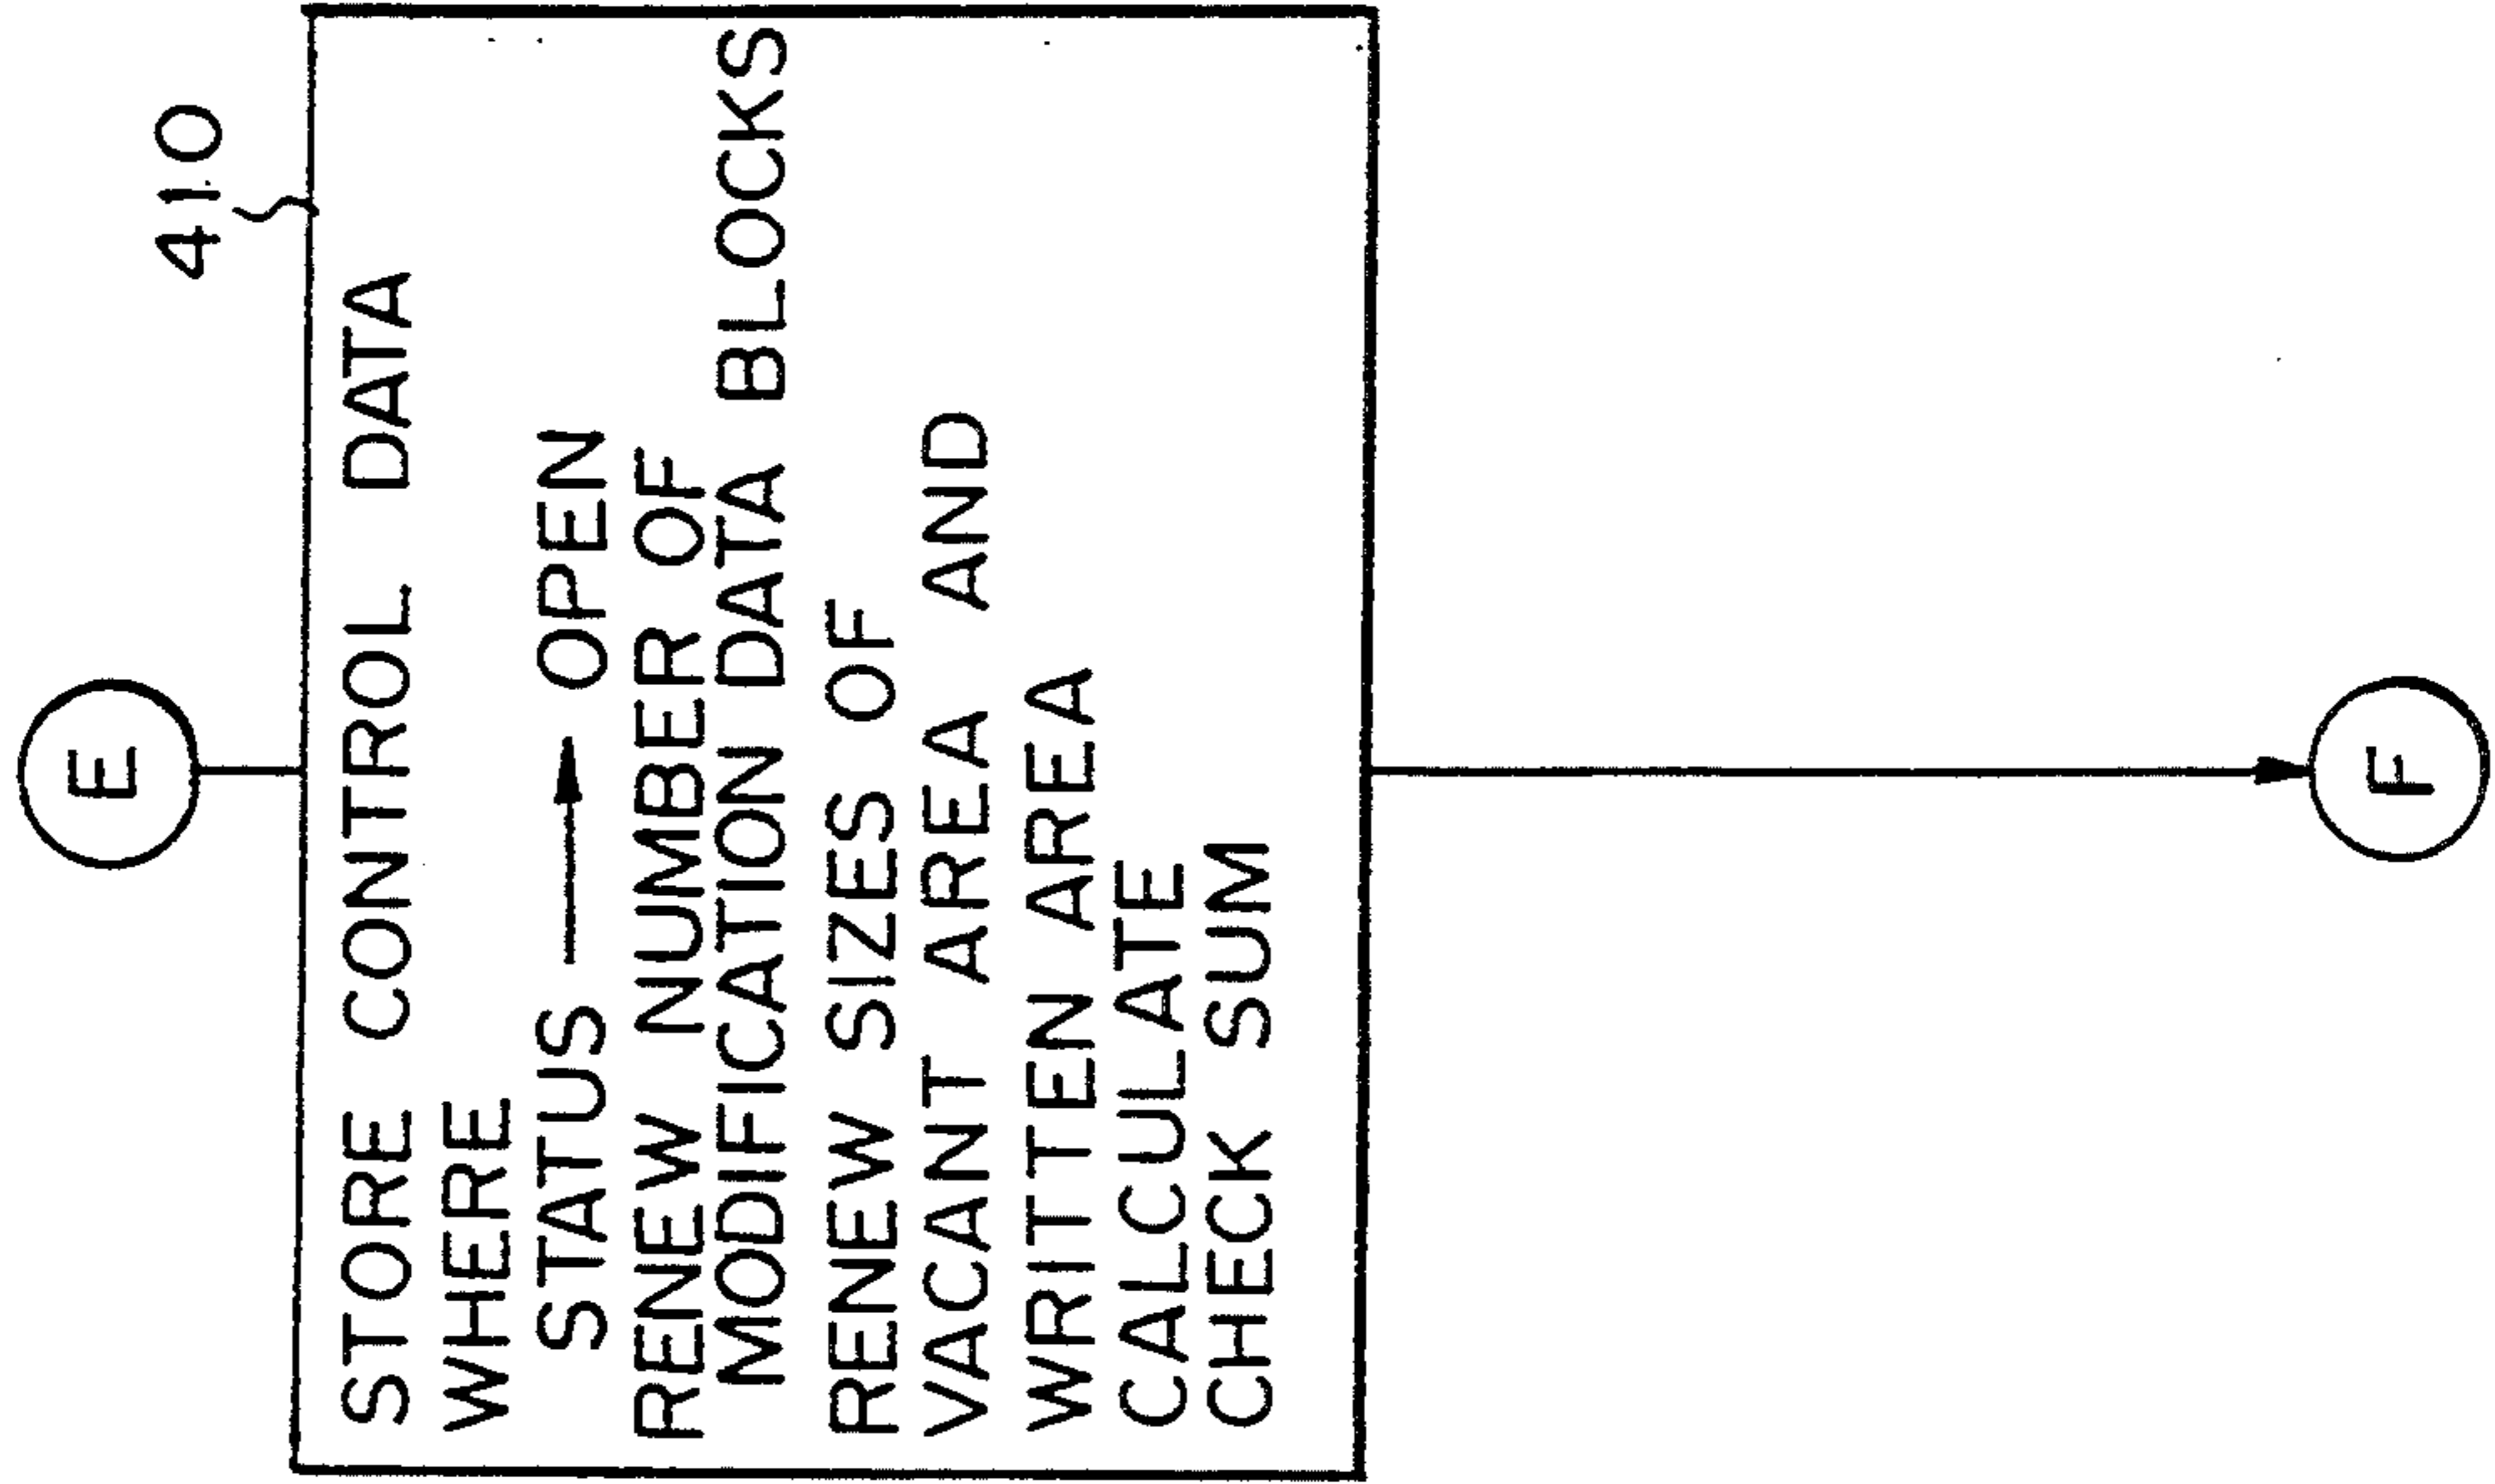 E
410
STORE CONTROL DATA
WHERE
STATUS → OPEN
RENEW NUMBER OF
MODIFICATION DATA BLOCKS
RENEW SIZES OF
VACANT AREA AND
WRITTEN AREA
CALCULATE
CHECK SUM
F